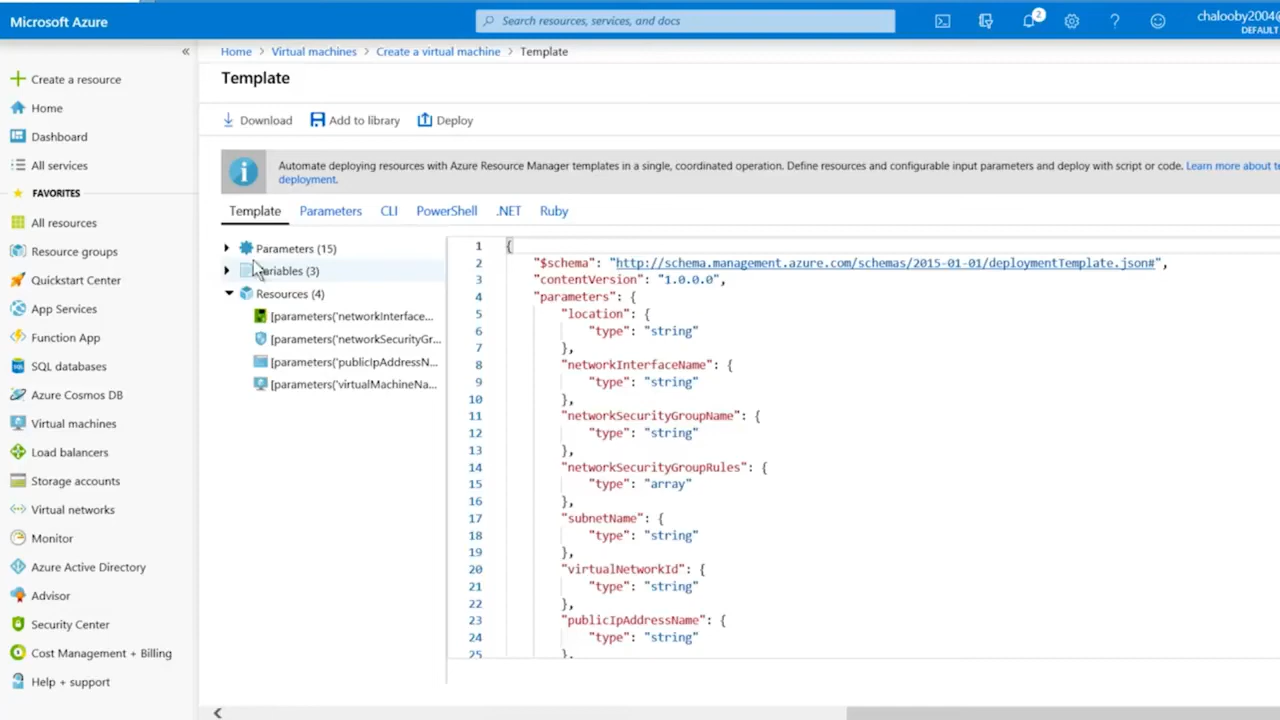 Microsoft Azure
Search resources, services, and docs
2
chalooby2004@
DEFAULT
Create a resource
Home
Dashboard
All services
FAVORITES
All resources
Resource groups
Quickstart Center
App Services
Function App
SQL databases
Azure Cosmos DB
Virtual machines
Load balancers
Storage accounts
Virtual networks
Monitor
Azure Active Directory
Advisor
Security Center
Cost Management + Billing
Help + support
Home > Virtual machines > Create a virtual machine > Template
Template
Download Add to library Deploy
Automate deploying resources with Azure Resource Manager templates in a single, coordinated operation. Define resources and configurable input parameters and deploy with script or code. Learn more about te
deployment.
Template Parameters CLI PowerShell .NET Ruby
Parameters (15)
ariables (3)
Resources (4)
[parameters('networkInterface...
[parameters('networkSecurityGr...
[parameters('publicIpAddressN...
[parameters('virtualMachineNa...
1 {
2 "$schema": "http://schema.management.azure.com/schemas/2015-01-01/deploymentTemplate.json#",
3 "contentVersion": "1.0.0.0",
4 "parameters": {
5 "location": {
6 "type": "string"
7 },
8 "networkInterfaceName": {
9 "type": "string"
10 },
11 "networkSecurityGroupName": {
12 "type": "string"
13 },
14 "networkSecurityGroupRules": {
15 "type": "array"
16 },
17 "subnetName": {
18 "type": "string"
19 },
20 "virtualNetworkId": {
21 "type": "string"
22 },
23 "publicIpAddressName": {
24 "type": "string"
25 },